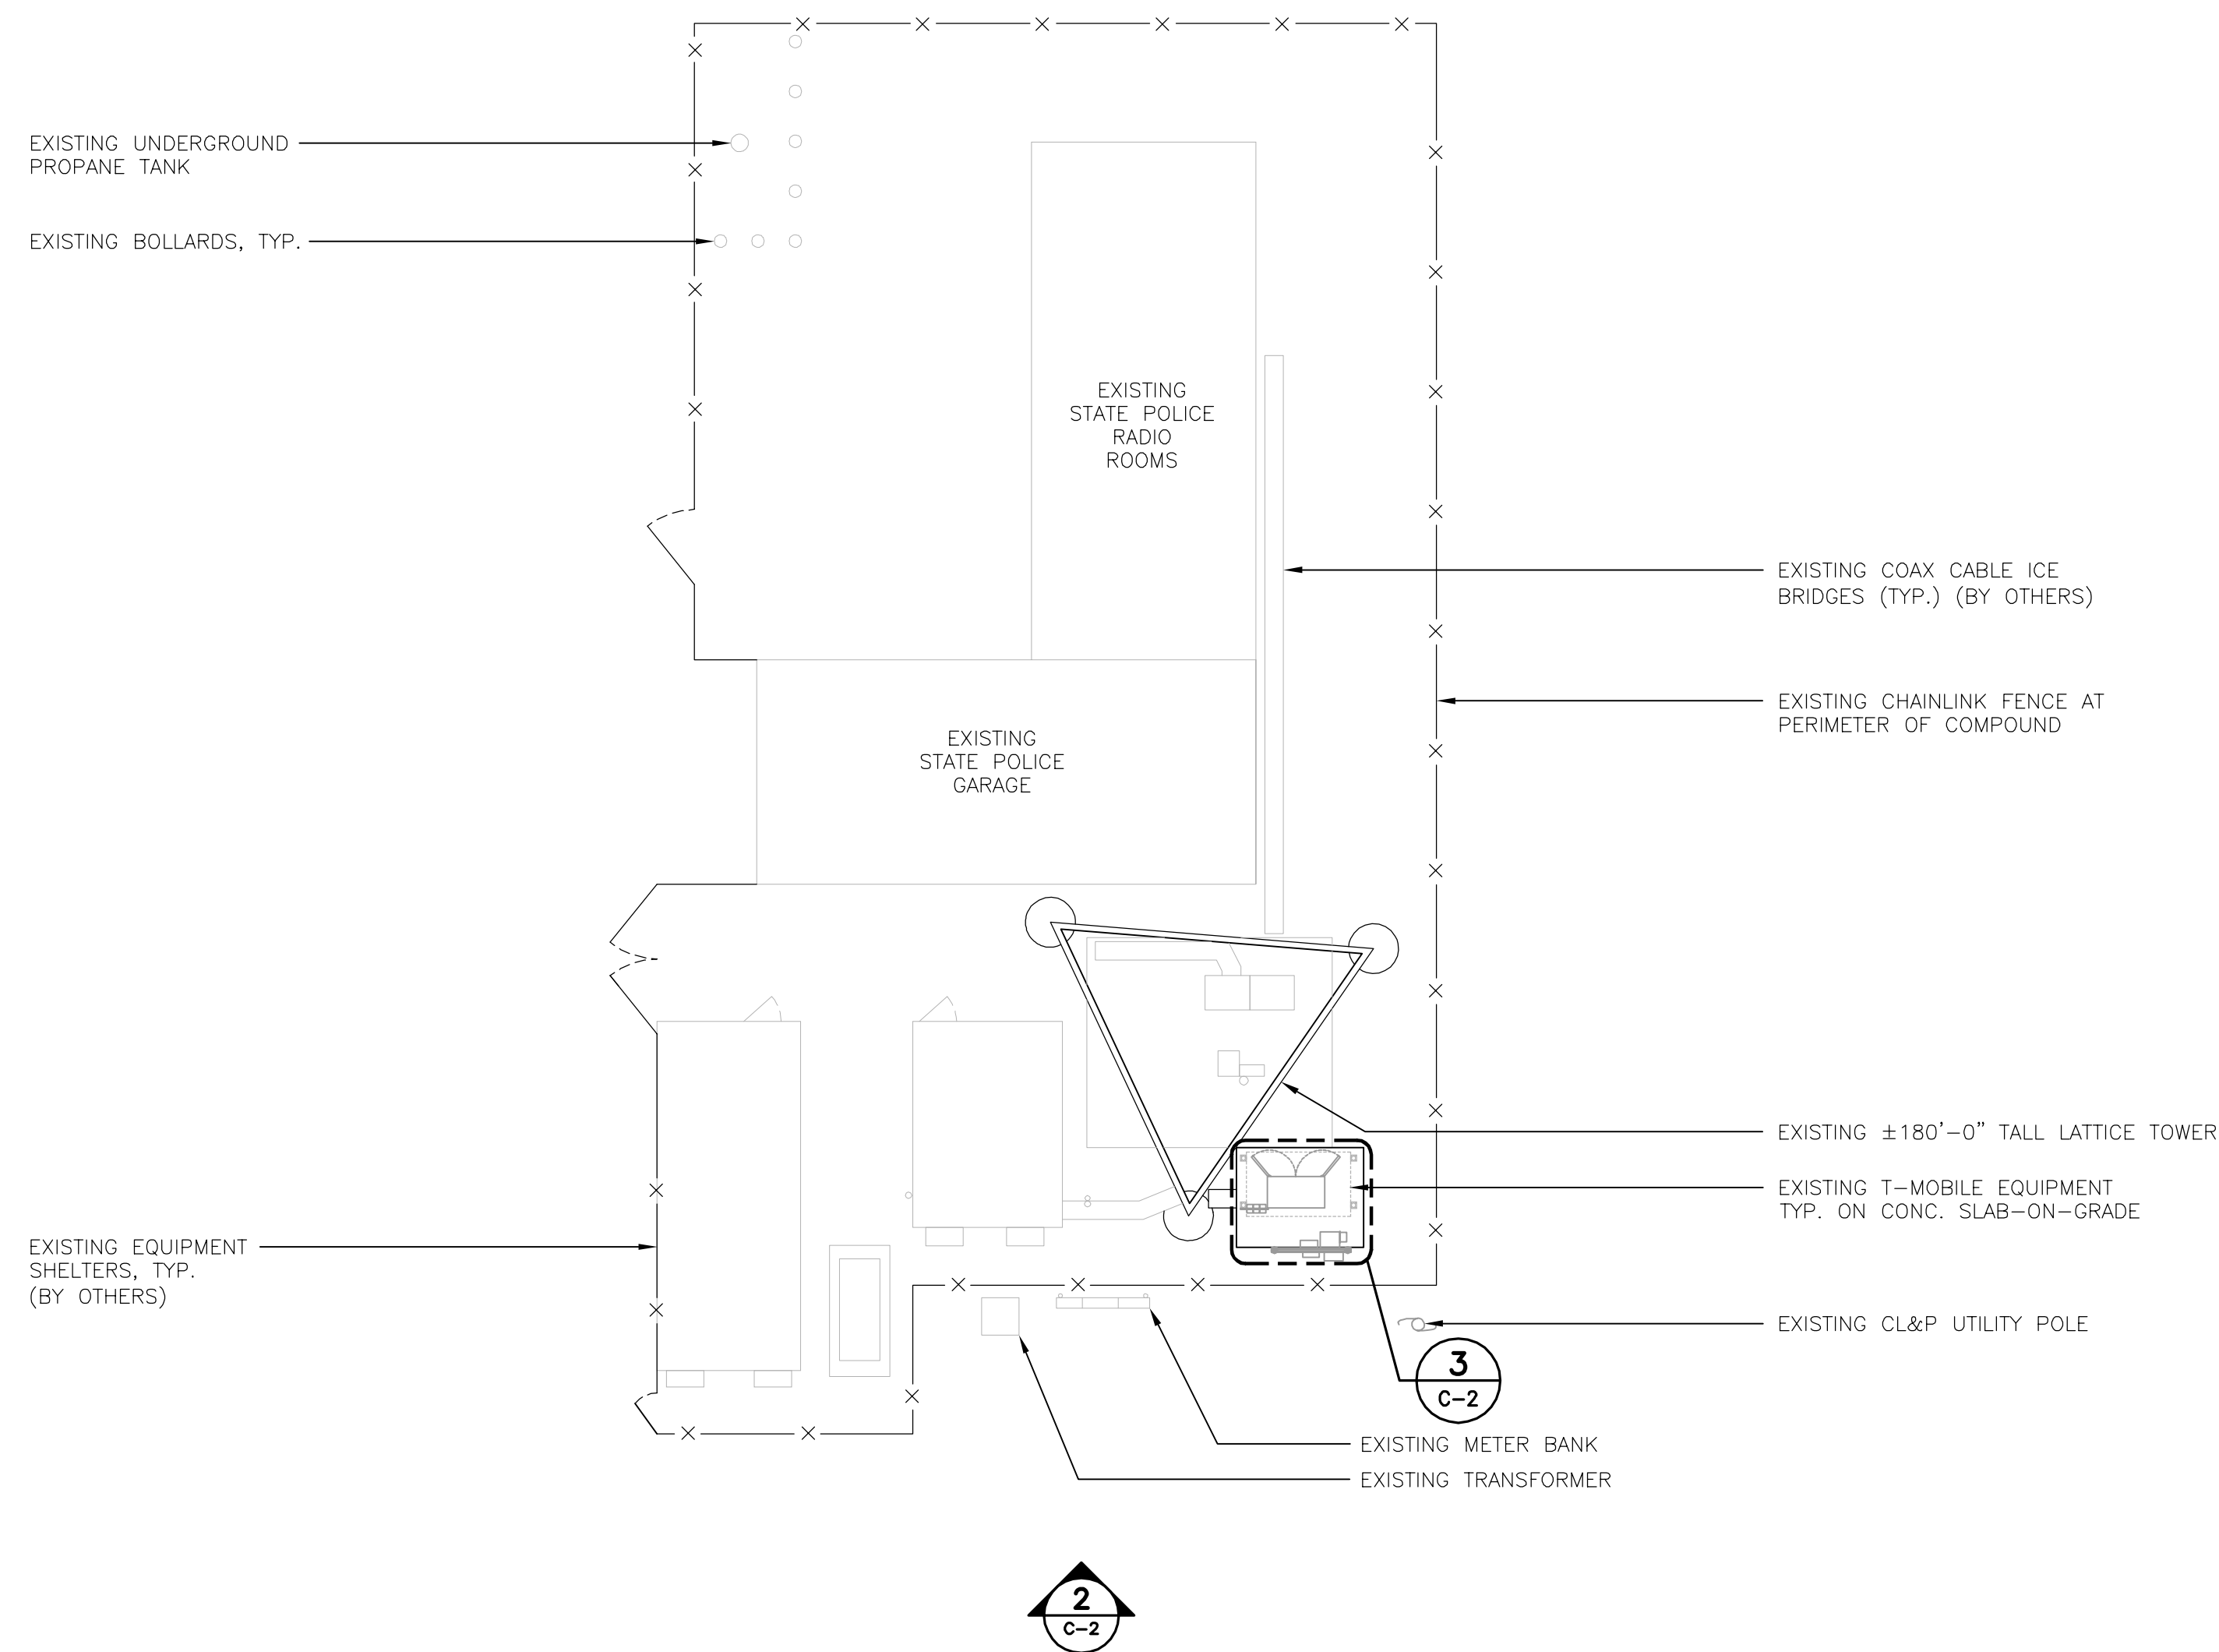 EXISTING UNDERGROUND
PROPANE TANK
EXISTING BOLLARDS, TYP.
EXISTING
STATE POLICE
RADIO
ROOMS
EXISTING COAX CABLE ICE
BRIDGES (TYP.) (BY OTHERS)
EXISTING CHAINLINK FENCE AT
PERIMETER OF COMPOUND
EXISTING
STATE POLICE
GARAGE
EXISTING ±180'-0" TALL LATTICE TOWER
EXISTING T-MOBILE EQUIPMENT
TYP. ON CONC. SLAB-ON-GRADE
EXISTING EQUIPMENT
SHELTERS, TYP.
(BY OTHERS)
EXISTING CL&P UTILITY POLE
3
C-2
EXISTING METER BANK
EXISTING TRANSFORMER
2
C-2